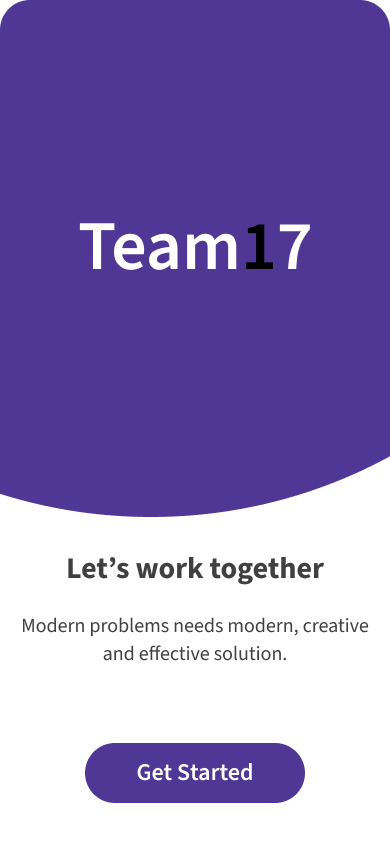 Team17
Let’s work together
Modern problems needs modern, creative
and effective solution.
Get Started